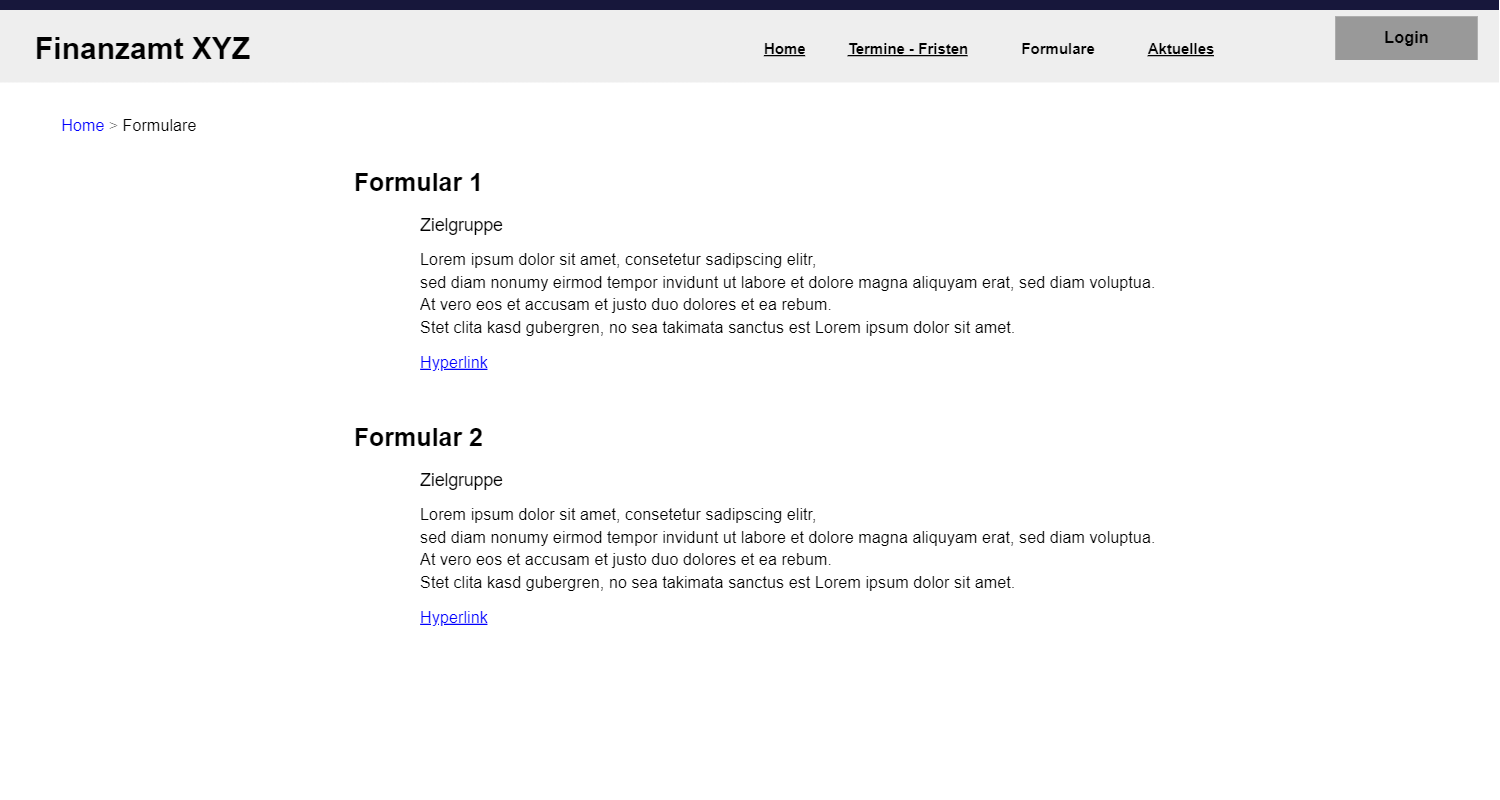 Finanzamt XYZ
Home Termine - Fristen Formulare Aktuelles Login
Home > Formulare
Formular 1
Zielgruppe
Lorem ipsum dolor sit amet, consetetur sadipscing elitr,
sed diam nonumy eirmod tempor invidunt ut labore et dolore magna aliquyam erat, sed diam voluptua.
At vero eos et accusam et justo duo dolores et ea rebum.
Stet clita kasd gubergren, no sea takimata sanctus est Lorem ipsum dolor sit amet.
Hyperlink
Formular 2
Zielgruppe
Lorem ipsum dolor sit amet, consetetur sadipscing elitr,
sed diam nonumy eirmod tempor invidunt ut labore et dolore magna aliquyam erat, sed diam voluptua.
At vero eos et accusam et justo duo dolores et ea rebum.
Stet clita kasd gubergren, no sea takimata sanctus est Lorem ipsum dolor sit amet.
Hyperlink